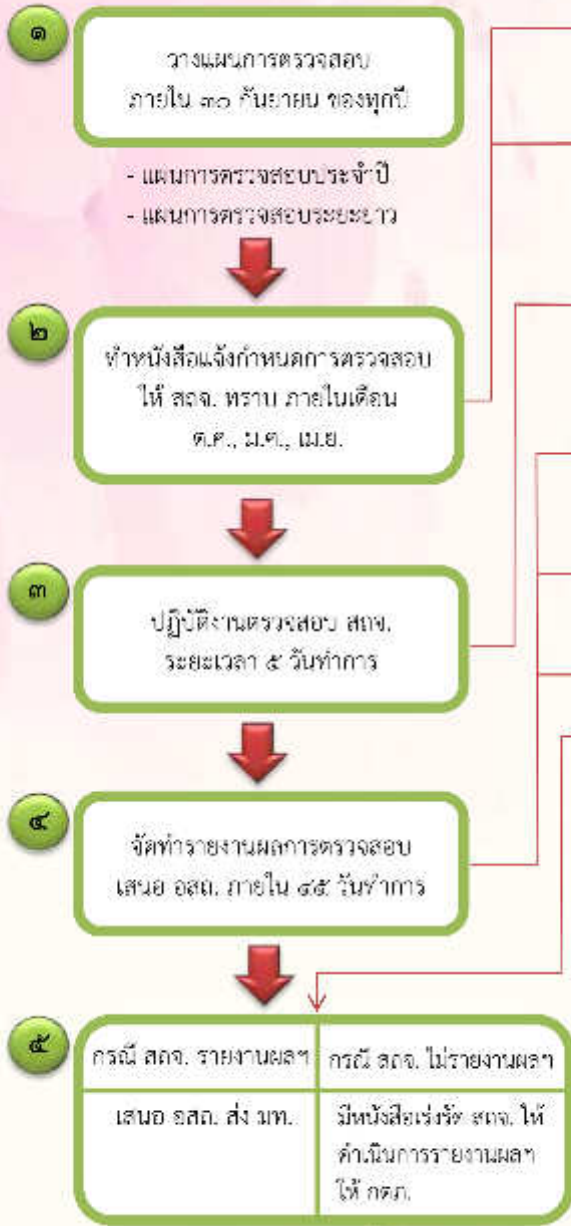 ๑
วางแผนการตรวจสอบ
ภายใน ๓๐ กันยายน ของทุกปี
- แผนการตรวจสอบประจำปี
- แผนการตรวจสอบระยะยาว
๒
ทำหนังสือแจ้งกำหนดการตรวจสอบ
ให้ สถจ. ทราบ ภายในเดือน
ต.ค., ม.ค., เม.ย.
๓
ปฏิบัติงานตรวจสอบ สถจ.
ระยะเวลา ๕ วันทำการ
๔
จัดทำรายงานผลการตรวจสอบ
เสนอ อสถ. ภายใน ๔๕ วันทำการ
๕
กรณี สถจ. รายงานผลฯ
กรณี สถจ. ไม่รายงานผลฯ
เสนอ อสถ. ส่ง มท.
มีหนังสือเร่งรัด สถจ. ให้
ดำเนินการรายงานผลฯ
ให้ กตภ.